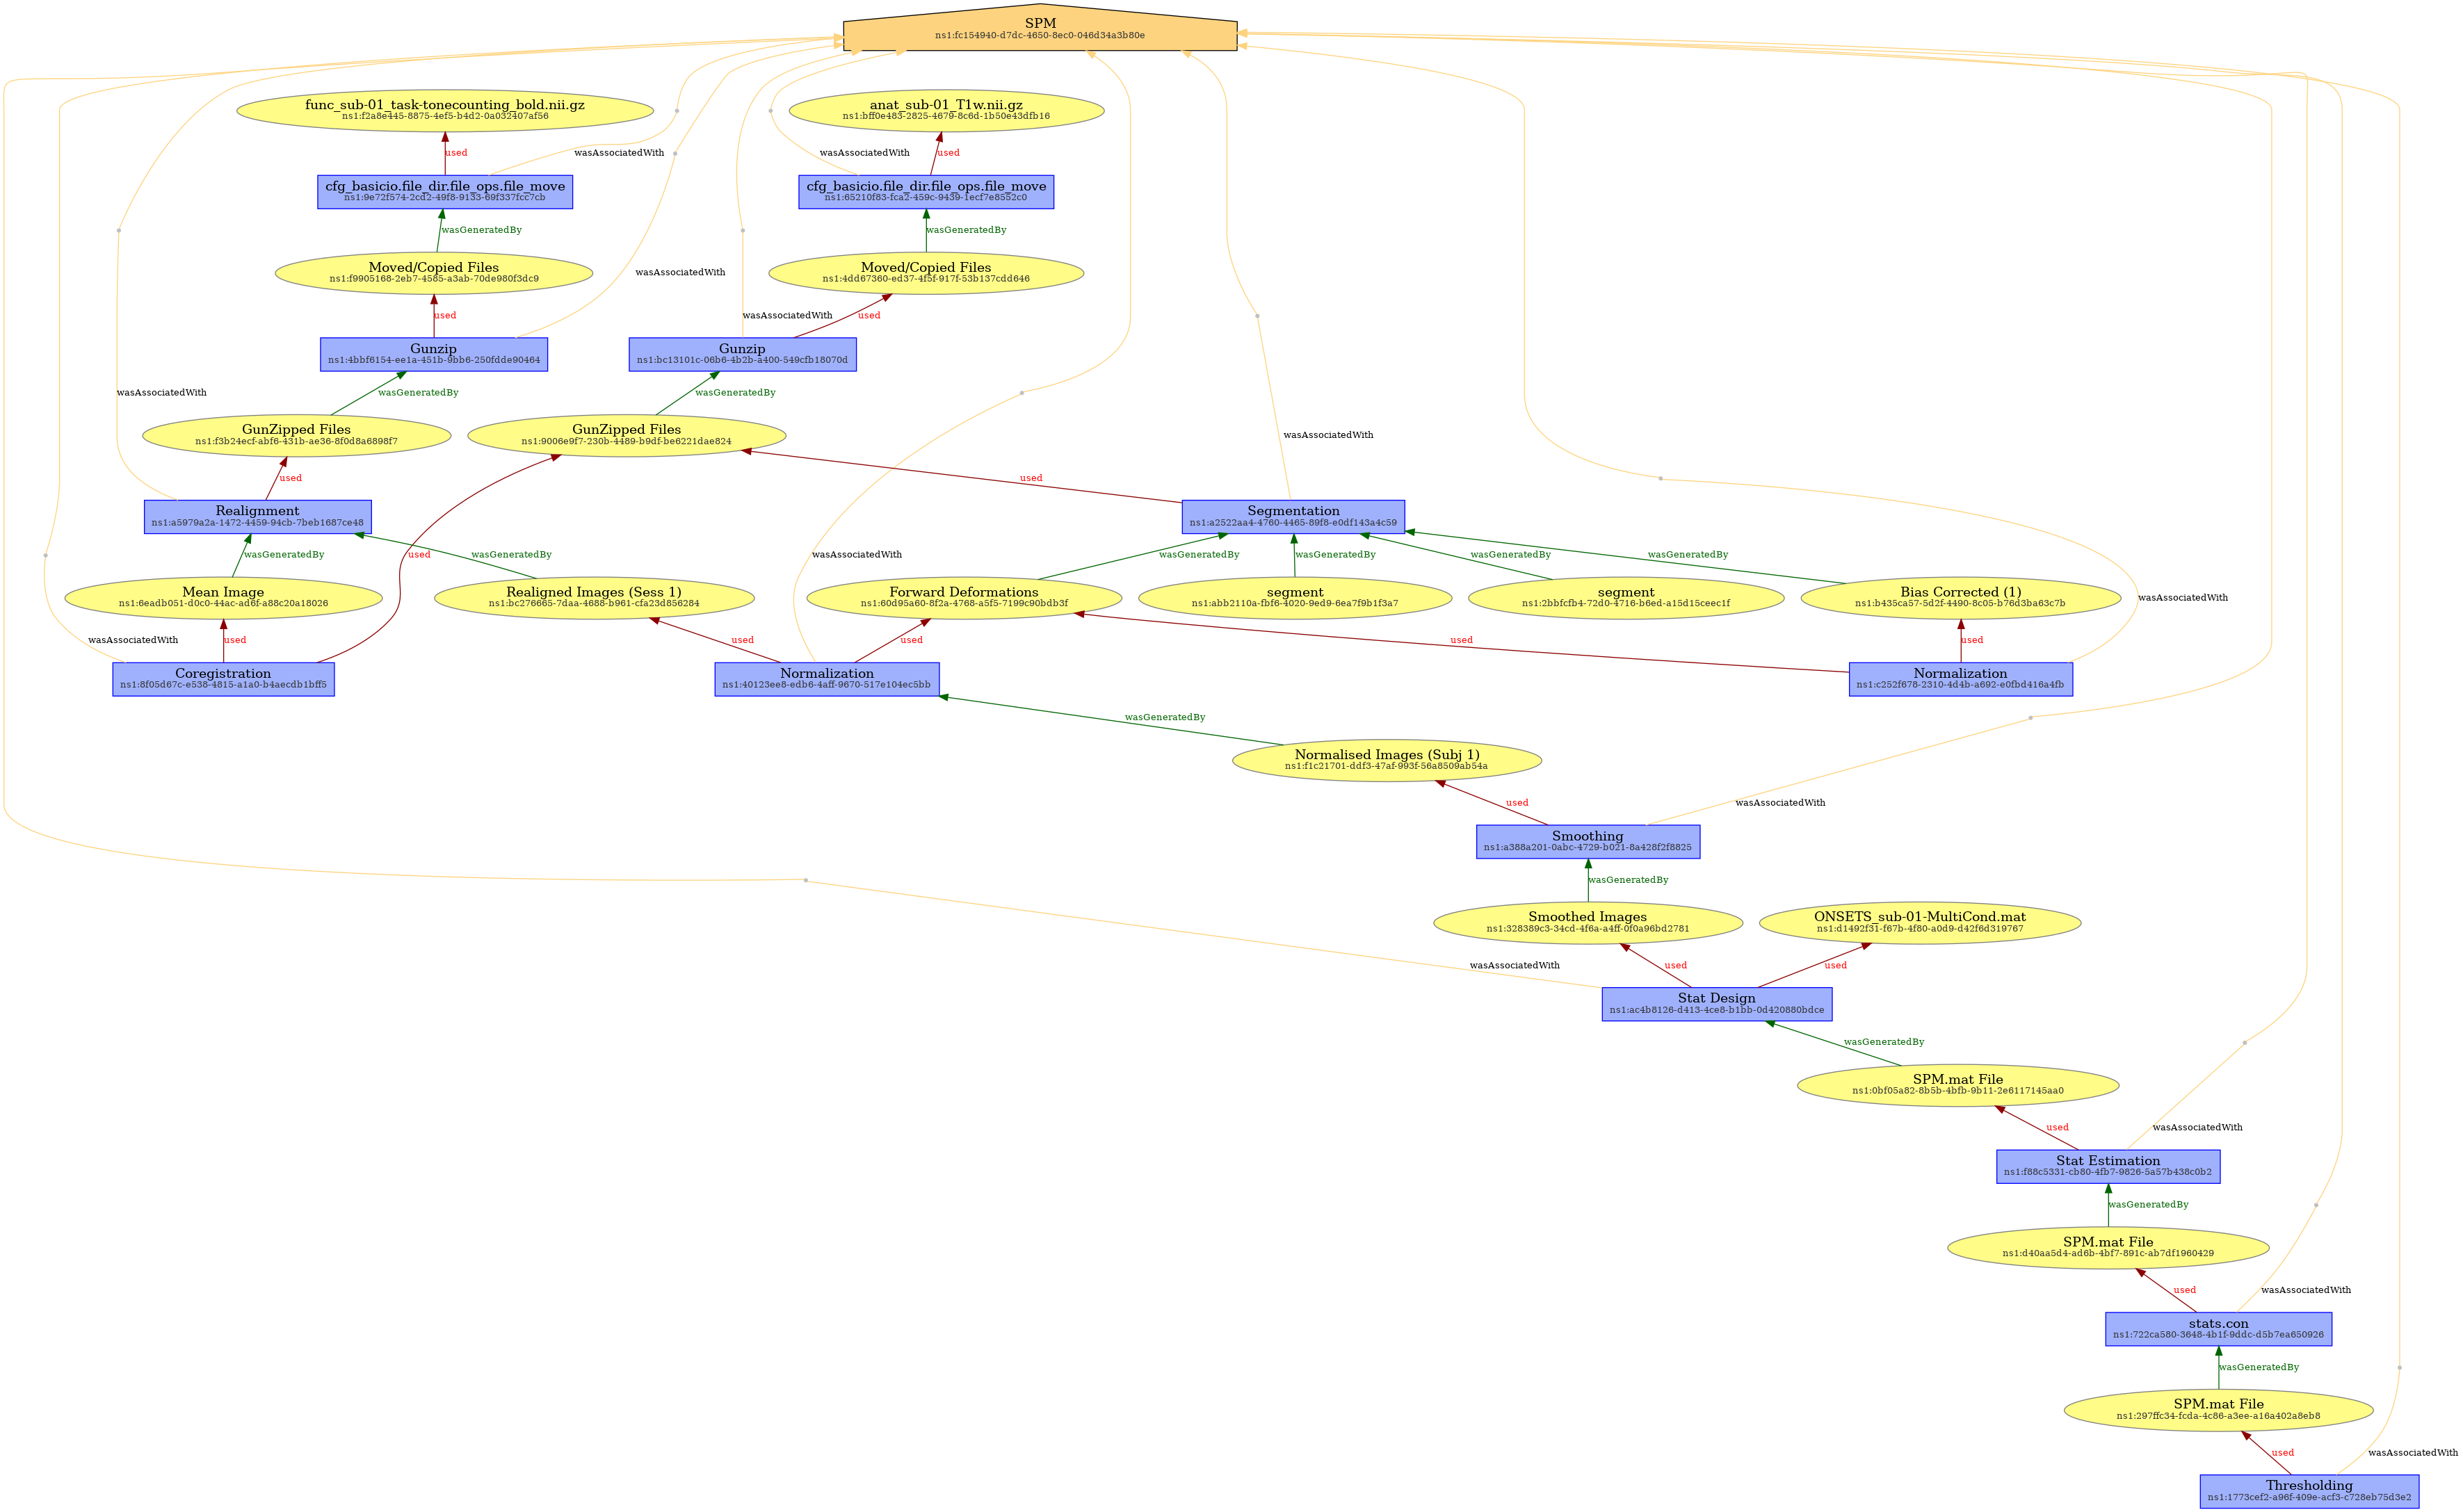 SPM
ns1:fc154940-d7dc-4650-8ec0-046d34a3b80e
func_sub-01_task-tonecounting_bold.nii.gz
ns1:f2a8e445-8875-4ef5-b4d2-0a032407af56
anat_sub-01_T1w.nii.gz
ns1:bff0e483-2825-4679-8c6d-1b50e43dfb16
used
wasAssociatedWith
wasAssociatedWith
used
cfg_basicio.file_dir.file_ops.file_move
ns1:9e72f574-2cd2-49f8-9133-69f337fcc7cb
cfg_basicio.file_dir.file_ops.file_move
ns1:65210f83-fca2-459c-9439-1ecf7e8552c0
wasGeneratedBy
wasGeneratedBy
Moved/Copied Files
ns1:f9905168-2eb7-4585-a3ab-70de980f3dc9
Moved/Copied Files
ns1:4dd67360-ed37-4f5f-917f-53b137cdd646
wasAssociatedWith
used
wasAssociatedWith
used
Gunzip
ns1:4bbf6154-ee1a-451b-9bb6-250fdde90464
Gunzip
ns1:bc13101c-06b6-4b2b-a400-549cfb18070d
wasAssociatedWith
wasGeneratedBy
wasGeneratedBy
GunZipped Files
ns1:f3b24ecf-abf6-431b-ae36-8f0d8a6898f7
GunZipped Files
ns1:9006e9f7-230b-4489-b9df-be6221dae824
wasAssociatedWith
used
used
Realignment
ns1:a5979a2a-1472-4459-94cb-7beb1687ce48
Segmentation
ns1:a2522aa4-4760-4465-89f8-e0df143a4c59
wasGeneratedBy
used
wasGeneratedBy
wasAssociatedWith
wasGeneratedBy
wasGeneratedBy
wasGeneratedBy
wasGeneratedBy
Mean Image
ns1:6eadb051-d0c0-44ac-ad6f-a88c20a18026
Realigned Images (Sess 1)
ns1:bc276665-7daa-4688-b961-cfa23d856284
Forward Deformations
ns1:60d95a60-8f2a-4768-a5f5-7199c90bdb3f
segment
ns1:abb2110a-fbf6-4020-9ed9-6ea7f9b1f3a7
segment
ns1:2bbfcfb4-72d0-4716-b6ed-a15d15ceec1f
Bias Corrected (1)
ns1:b435ca57-5d2f-4490-8c05-b76d3ba63c7b
wasAssociatedWith
wasAssociatedWith
used
used
used
used
used
Coregistration
ns1:8f05d67c-e538-4815-a1a0-b4aecdb1bff5
Normalization
ns1:40123ee8-edb6-4aff-9670-517e104ec5bb
Normalization
ns1:c252f678-2310-4d4b-a692-e0fbd416a4fb
wasGeneratedBy
Normalised Images (Subj 1)
ns1:f1c21701-ddf3-47af-993f-56a8509ab54a
used
wasAssociatedWith
Smoothing
ns1:a388a201-0abc-4729-b021-8a428f2f8825
wasGeneratedBy
Smoothed Images
ns1:328389c3-34cd-4f6a-a4ff-0f0a96bd2781
ONSETS_sub-01-MultiCond.mat
ns1:d1492f31-f67b-4f80-a0d9-d42f6d319767
wasAssociatedWith
used
used
Stat Design
ns1:ac4b8126-d413-4ce8-b1bb-0d420880bdce
wasGeneratedBy
SPM.mat File
ns1:0bf05a82-8b5b-4bfb-9b11-2e6117145aa0
used
wasAssociatedWith
Stat Estimation
ns1:f88c5331-cb80-4fb7-9826-5a57b438c0b2
wasGeneratedBy
SPM.mat File
ns1:d40aa5d4-ad6b-4bf7-891c-ab7df1960429
used
wasAssociatedWith
stats.con
ns1:722ca580-3648-4b1f-9ddc-d5b7ea650926
wasGeneratedBy
SPM.mat File
ns1:297ffc34-fcda-4c86-a3ee-a16a402a8eb8
used
wasAssociatedWith
Thresholding
ns1:1773cef2-a96f-409e-acf3-c728eb75d3e2